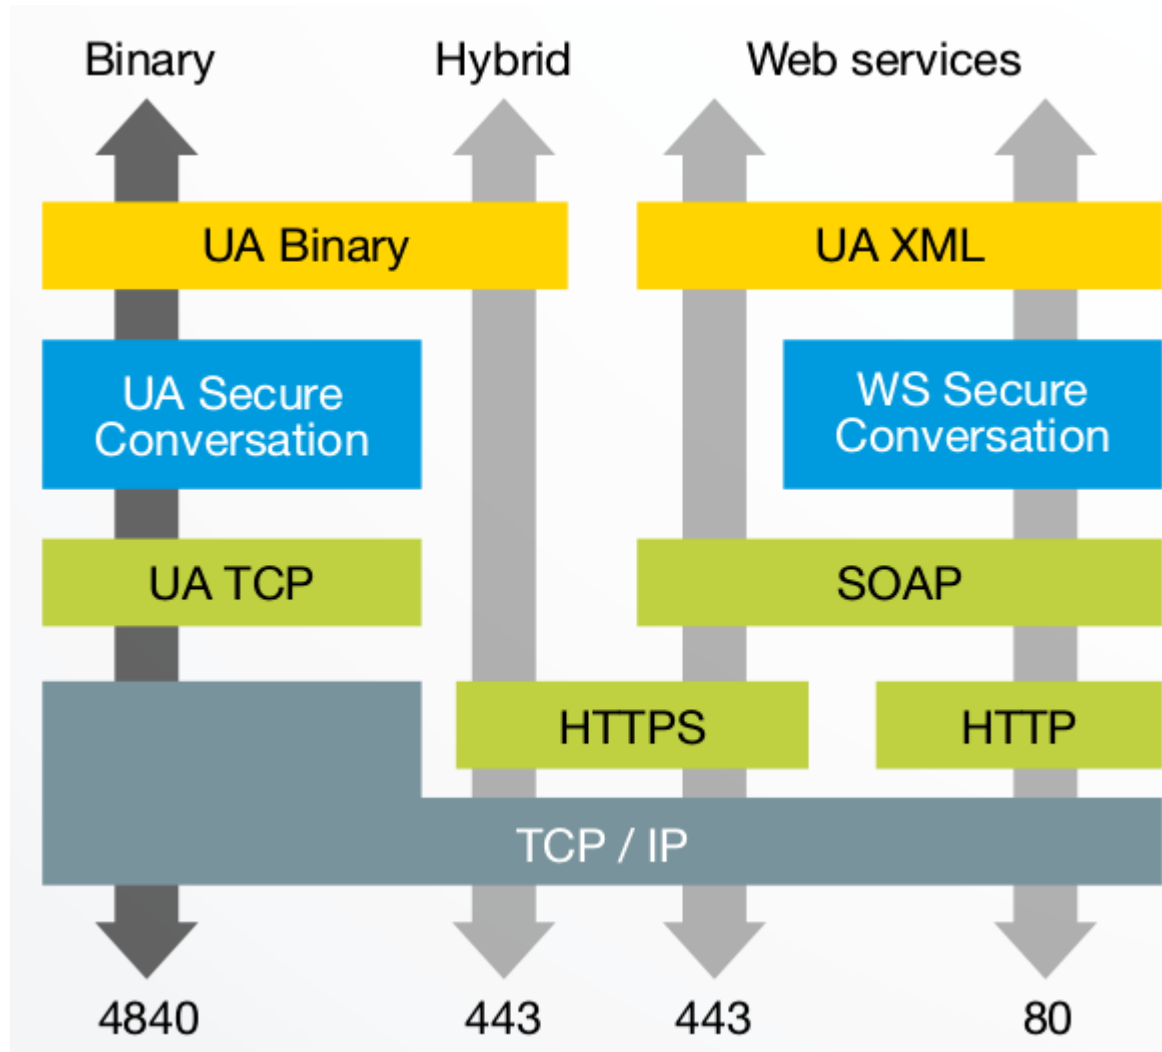 Binary
Hybrid
Web services
UA Binary
UA XML
UA Secure
Conversation
WS Secure
Conversation
UA TCP
SOAP
HTTPS
HTTP
TCP / IP
4840
443
443
80